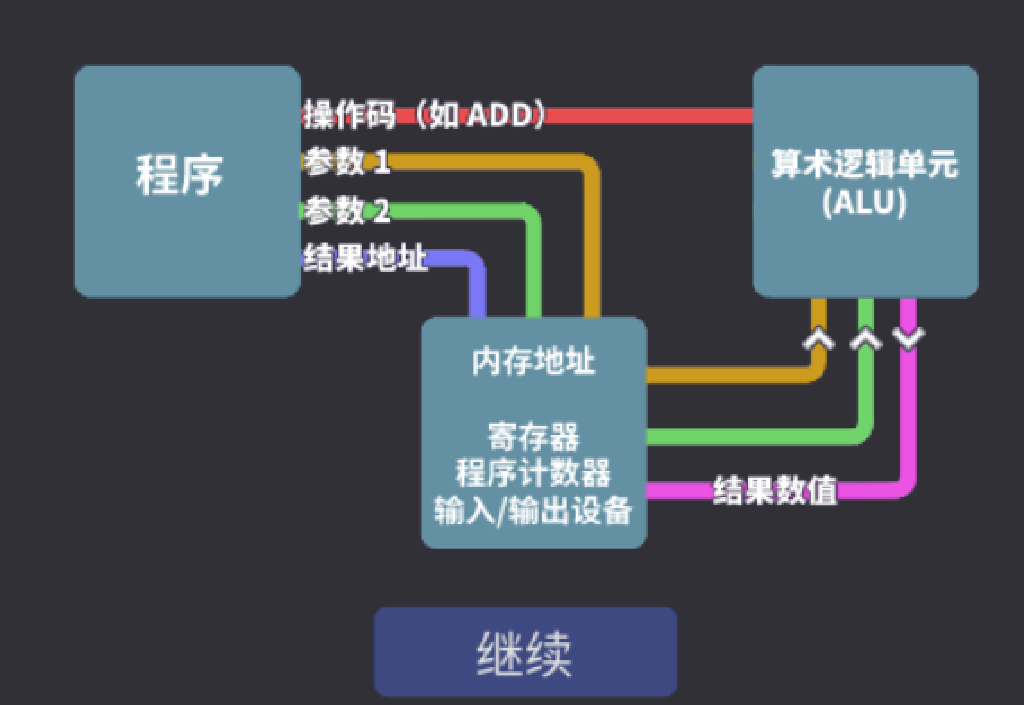 程序
操作码（如 ADD）
参数 1
参数 2
结果地址
算术逻辑单元
(ALU)
内存地址
寄存器
程序计数器
输入/输出设备
结果数值
继续